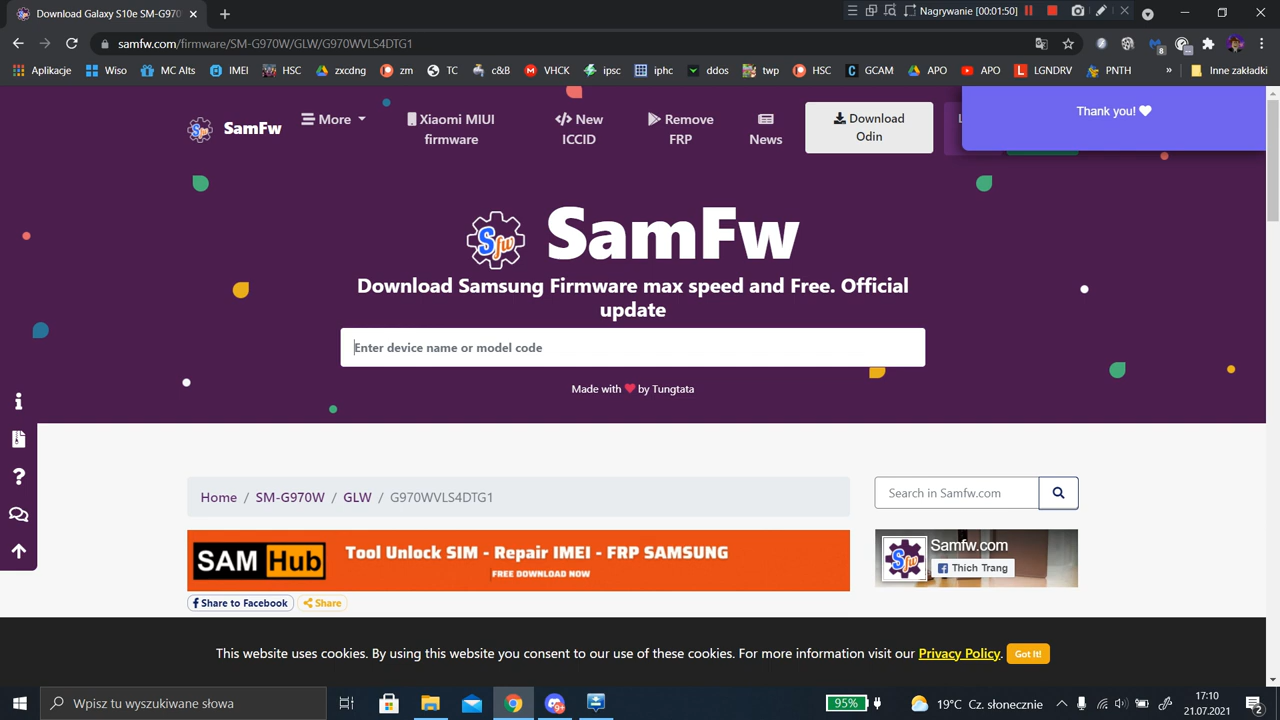 Download Galaxy S10e SM-G970
Nagrywanie [00:01:50]
samfw.com/firmware/SM-G970W/GLW/G970WVLS4DTG1
Aplikacje Wiso MC Alts IMEI HSC zxcdng zm TC c&B VHCK ipsc iphc ddos twp HSC GCAM APO APO LGNDRV PNTH » Inne zakładki
SamFw
More
Xiaomi MIUI
firmware
New
ICCID
Remove
FRP
News
Download
Odin
L
Thank you!
SamFw
Sfw
Download Samsung Firmware max speed and Free. Official
update
Enter device name or model code
Made with ❤ by Tungtata
Home / SM-G970W / GLW / G970WVLS4DTG1
Search in Samfw.com
SAM Hub
Tool Unlock SIM - Repair IMEI - FRP SAMSUNG
FREE DOWNLOAD NOW
Sfw
Samfw.com
Thich Trang
Share to Facebook Share
This website uses cookies. By using this website you consent to our use of these cookies. For more information visit our Privacy Policy. Got It!
Wpisz tu wyszukiwane słowa
95%
19°C Cz. słonecznie
17:10
21.07.2021
2